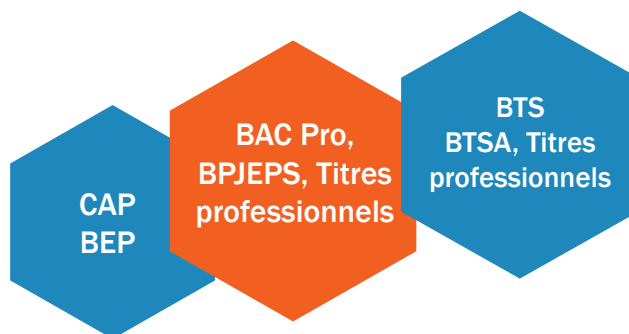 CAP
BEP
BAC Pro,
BPJEPS, Titres
professionnels
BTS
BTSA, Titres
professionnels